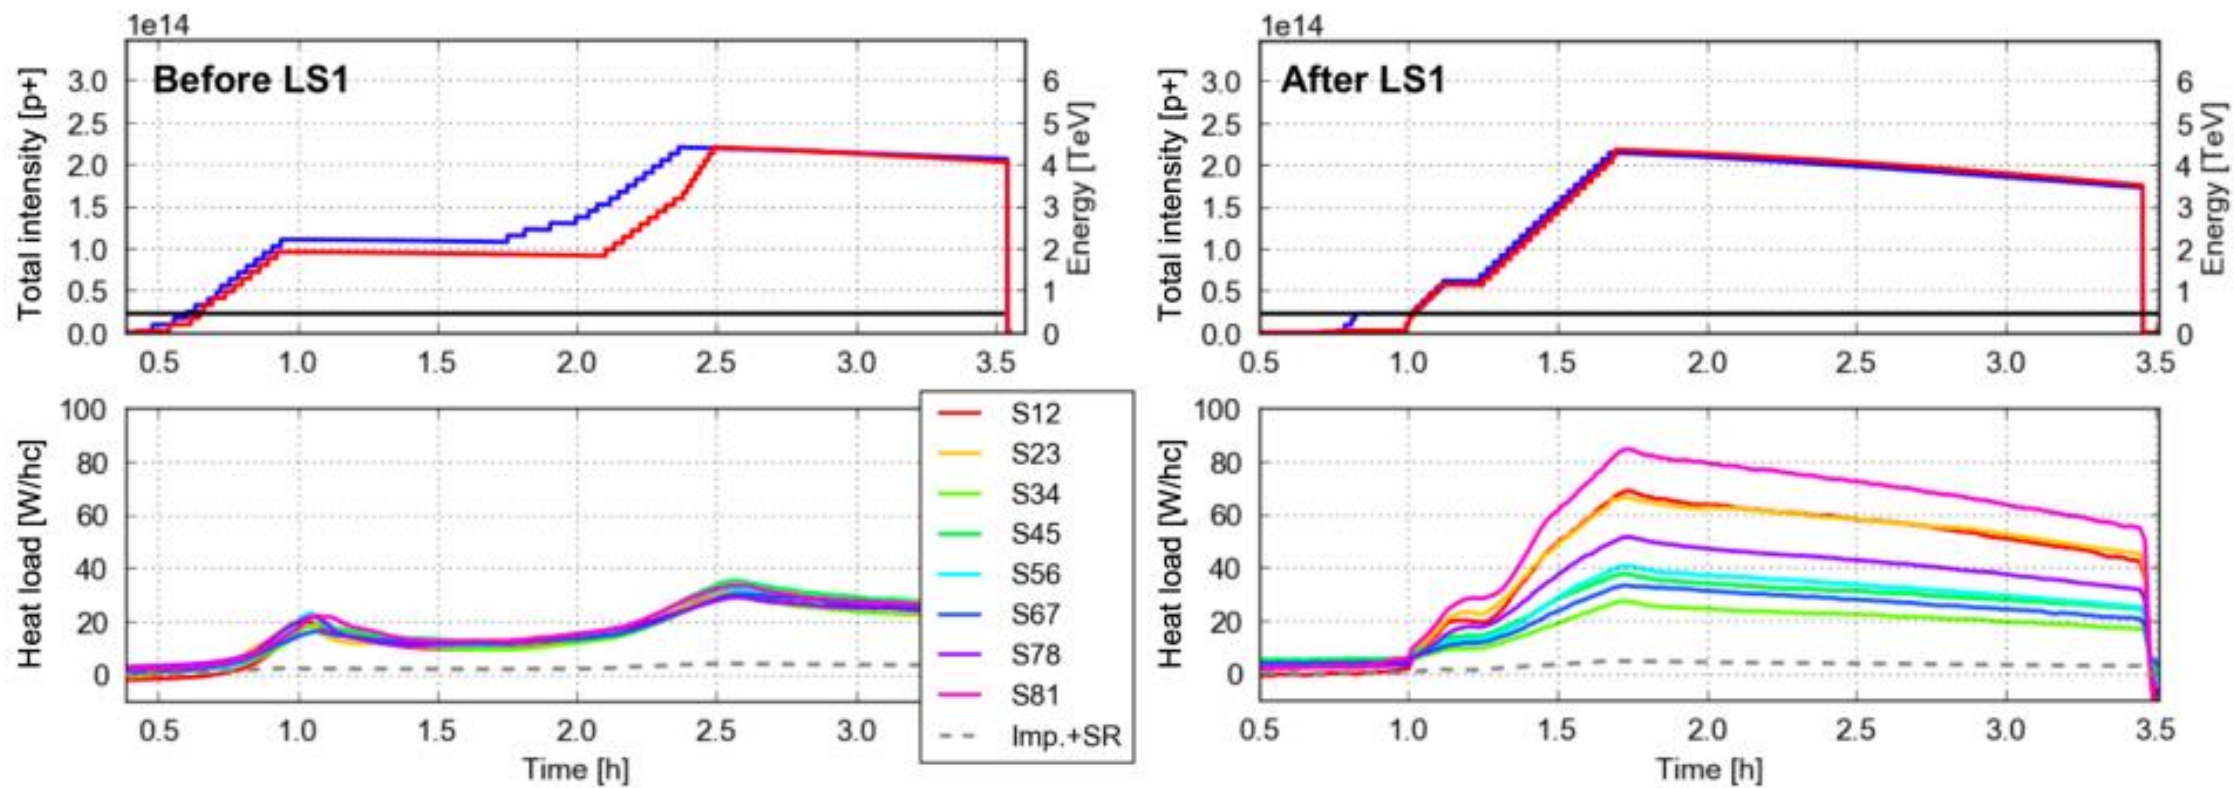 1e14
Before LS1
Total intensity [p+]
3.0
2.5
2.0
1.5
1.0
0.5
0.0
6
5
4
3
2
1
0
Energy [TeV]
0.5 1.0 1.5 2.0 2.5 3.0 3.5
1e14
After LS1
Total intensity [p+]
3.0
2.5
2.0
1.5
1.0
0.5
0.0
6
5
4
3
2
1
0
Energy [TeV]
0.5 1.0 1.5 2.0 2.5 3.0 3.5
Heat load [W/hc]
100
80
60
40
20
0
0.5 1.0 1.5 2.0 2.5 3.0
Time [h]
S12
S23
S34
S45
S56
S67
S78
S81
Imp.+SR
Heat load [W/hc]
100
80
60
40
20
0
0.5 1.0 1.5 2.0 2.5 3.0 3.5
Time [h]